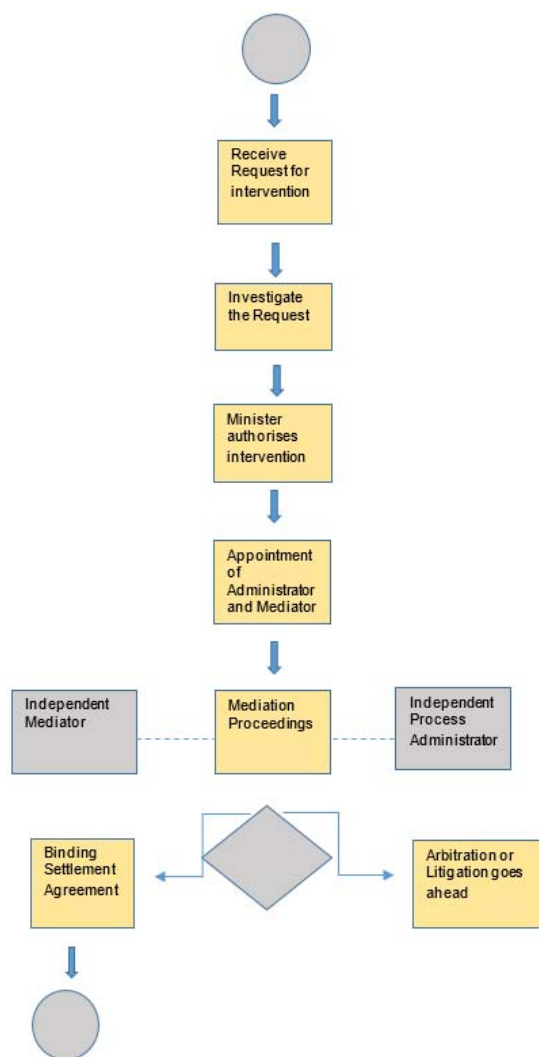 Receive
Request for
intervention
Investigate
the Request
Minister
authorises
intervention
Appointment
of
Administrator
and Mediator
Independent
Mediator
Mediation
Proceedings
Independent
Process
Administrator
Binding
Settlement
Agreement
Arbitration or
Litigation goes
ahead